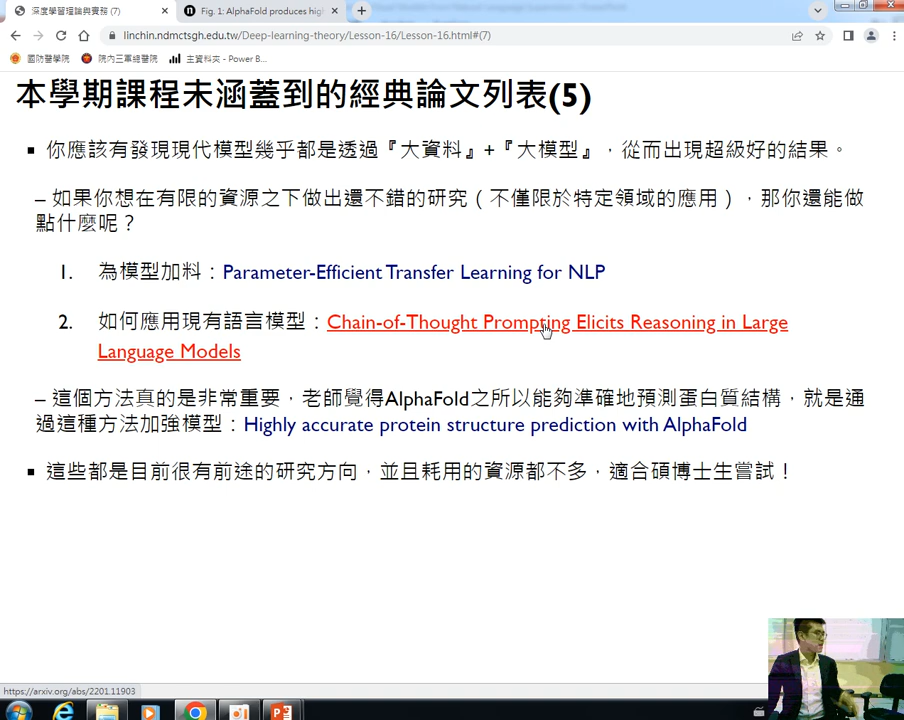 深度學習理論與實務 (7)
Fig. 1: AlphaFold produces hig
linchin.ndmctsgh.edu.tw/Deep-learning-theory/Lesson-16/Lesson-16.html#(7)
國防醫學院 院內三軍總醫院 主資料夾 - Power B...
本學期課程未涵蓋到的經典論文列表(5)
▪ 你應該有發現現代模型幾乎都是透過『大資料』+『大模型』，從而出現超級好的結果。
– 如果你想在有限的資源之下做出還不錯的研究（不僅限於特定領域的應用），那你還能做
點什麼呢？
1. 為模型加料：Parameter-Efficient Transfer Learning for NLP
2. 如何應用現有語言模型：Chain-of-Thought Prompting Elicits Reasoning in Large
Language Models
– 這個方法真的是非常重要，老師覺得AlphaFold之所以能夠準確地預測蛋白質結構，就是通
過這種方法加強模型：Highly accurate protein structure prediction with AlphaFold
▪ 這些都是目前很有前途的研究方向，並且耗用的資源都不多，適合碩博士生嘗試！
https://arxiv.org/abs/2201.11903